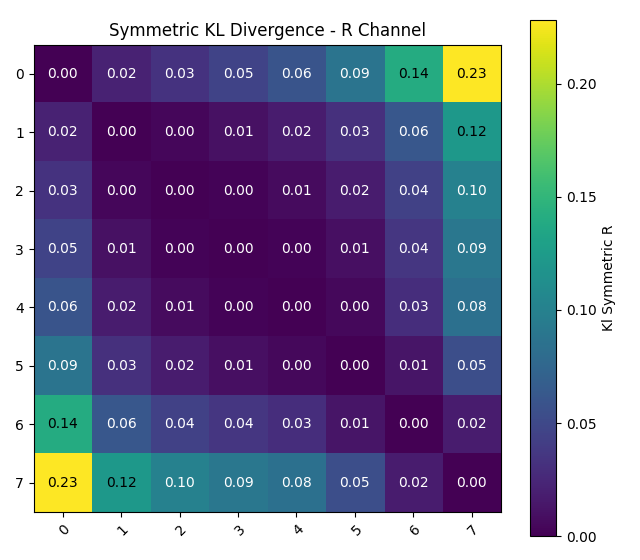 Symmetric KL Divergence - R Channel
0 0.00 0.02 0.03 0.05 0.06 0.09 0.14 0.23
1 0.02 0.00 0.00 0.01 0.02 0.03 0.06 0.12
2 0.03 0.00 0.00 0.00 0.01 0.02 0.04 0.10
3 0.05 0.01 0.00 0.00 0.00 0.01 0.04 0.09
4 0.06 0.02 0.01 0.00 0.00 0.00 0.03 0.08
5 0.09 0.03 0.02 0.01 0.00 0.00 0.01 0.05
6 0.14 0.06 0.04 0.04 0.03 0.01 0.00 0.02
7 0.23 0.12 0.10 0.09 0.08 0.05 0.02 0.00
0 1 2 3 4 5 6 7
0.20
0.15
0.10
0.05
0.00
Kl Symmetric R